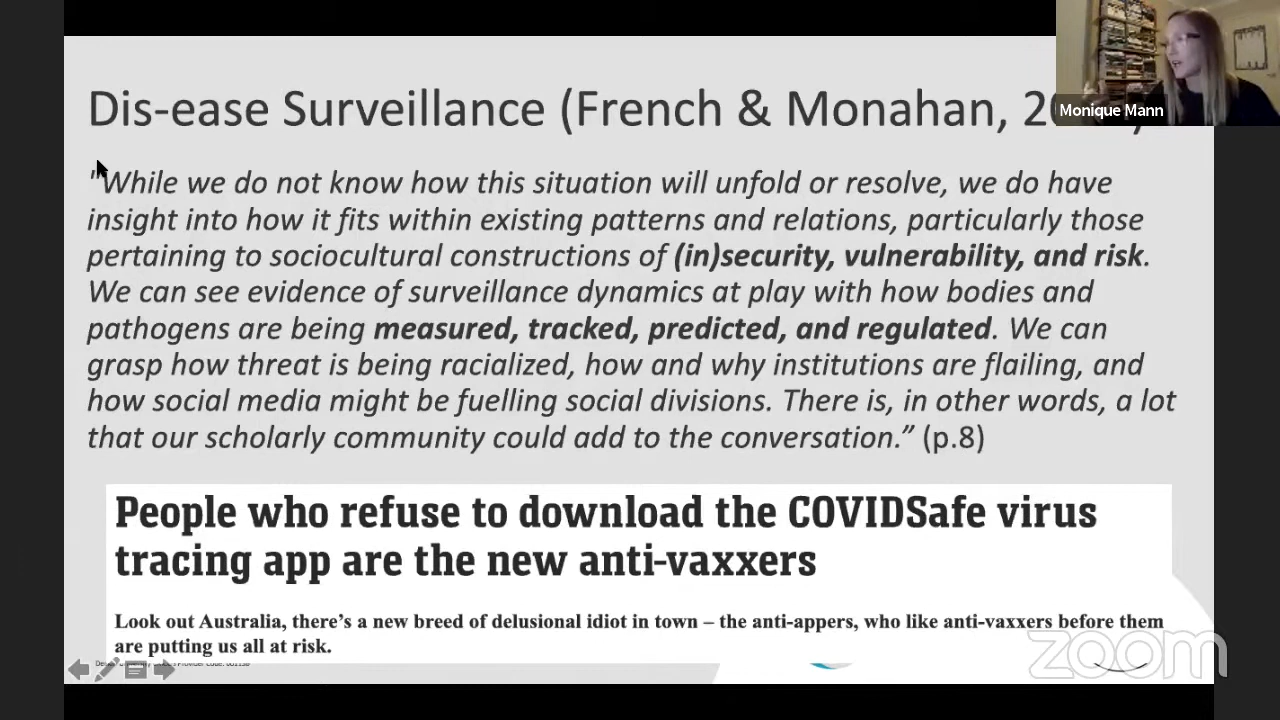 Dis-ease Surveillance (French & Monahan, 2
Monique Mann
"While we do not know how this situation will unfold or resolve, we do have
insight into how it fits within existing patterns and relations, particularly those
pertaining to sociocultural constructions of (in)security, vulnerability, and risk.
We can see evidence of surveillance dynamics at play with how bodies and
pathogens are being measured, tracked, predicted, and regulated. We can
grasp how threat is being racialized, how and why institutions are flailing, and
how social media might be fuelling social divisions. There is, in other words, a lot
that our scholarly community could add to the conversation.” (p.8)
People who refuse to download the COVIDSafe virus
tracing app are the new anti-vaxxers
Look out Australia, there’s a new breed of delusional idiot in town – the anti-appers, who like anti-vaxxers before them
are putting us all at risk.
Provider Code:
zoom